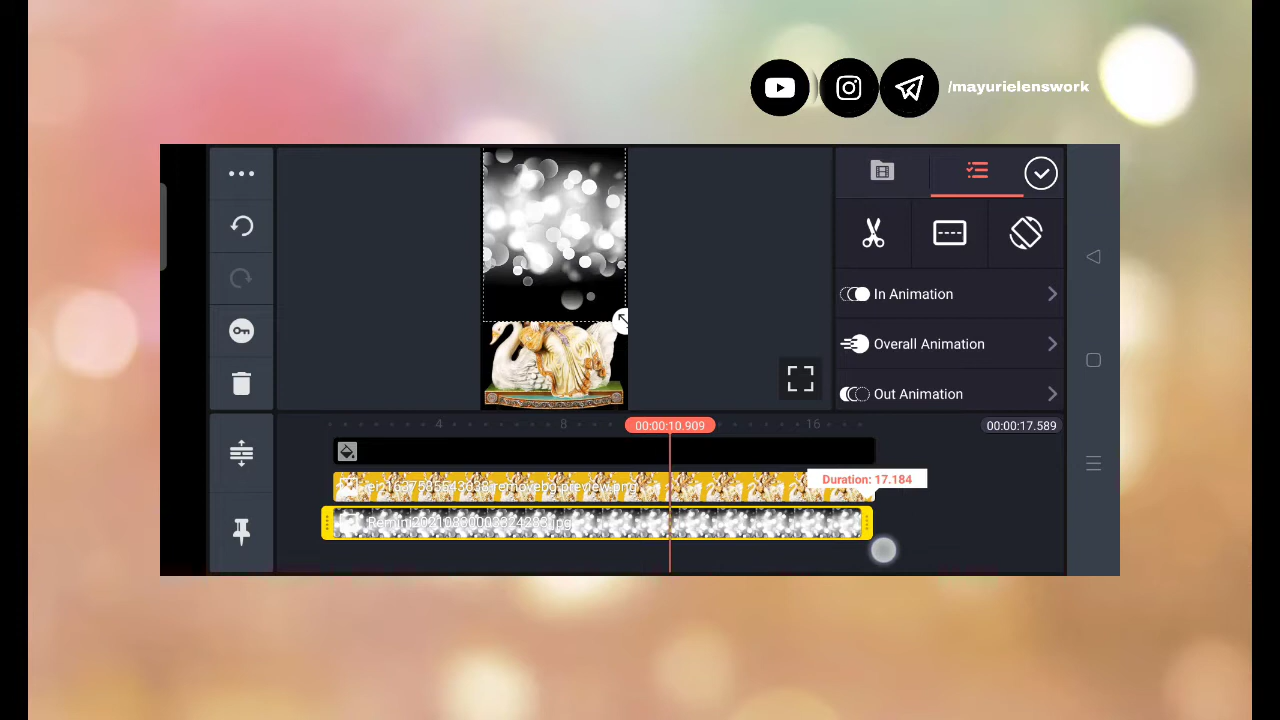 /mayurielenswork
In Animation
Overall Animation
Out Animation
4
8
00:00:10.909
16
00:00:17.589
Duration: 17.184